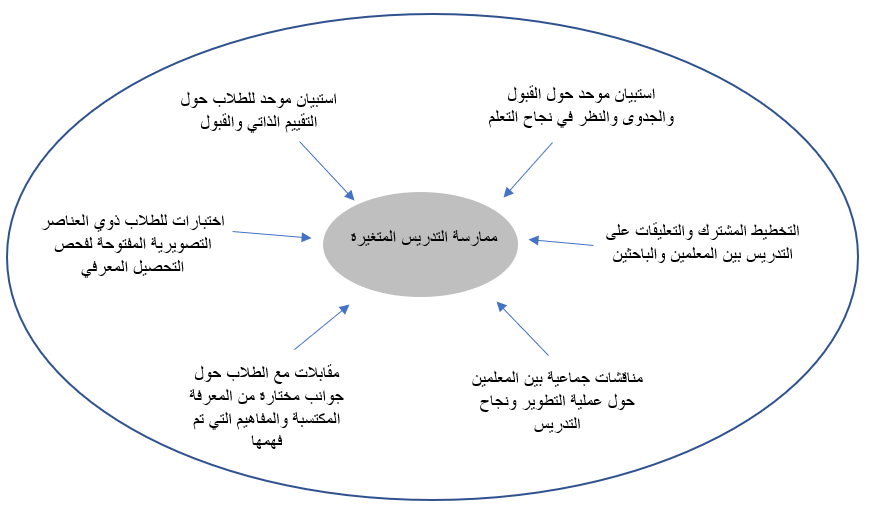 استبيان موحد حول القبول
والجدوى والنظر في نجاح التعلم
استبيان موحد للطلاب حول
التقييم الذاتي والقبول
التخطيط المشترك والتعليقات على
التدريس بين المعلمين والباحثين
ممارسة التدريس المتغيرة
اختبارات للطلاب ذوي العناصر
التصويرية المفتوحة لفحص
التحصيل المعرفي
مناقشات جماعية بين المعلمين
حول عملية التطوير ونجاح
التدريس
مقابلات مع الطلاب حول
جوانب مختارة من المعرفة
المكتسبة والمفاهيم التي تم
فهمها